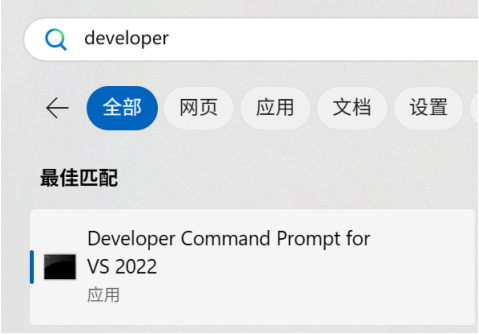 developer
全部 网页 应用 文档 设置
最佳匹配
Developer Command Prompt for
VS 2022
应用